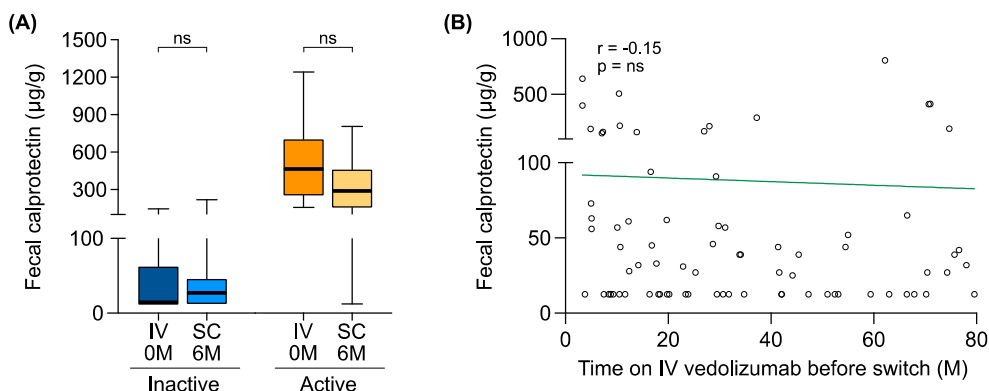 (A)
Fecal calprotectin (µg/g)
1500
1200
900
600
300
100
0
ns
ns
IV
0M
SC
6M
IV
0M
SC
6M
Inactive
Active
(B)
Fecal calprotectin (µg/g)
1000
500
100
50
0
r = -0.15
p = ns
0
20
40
60
80
Time on IV vedolizumab before switch (M)